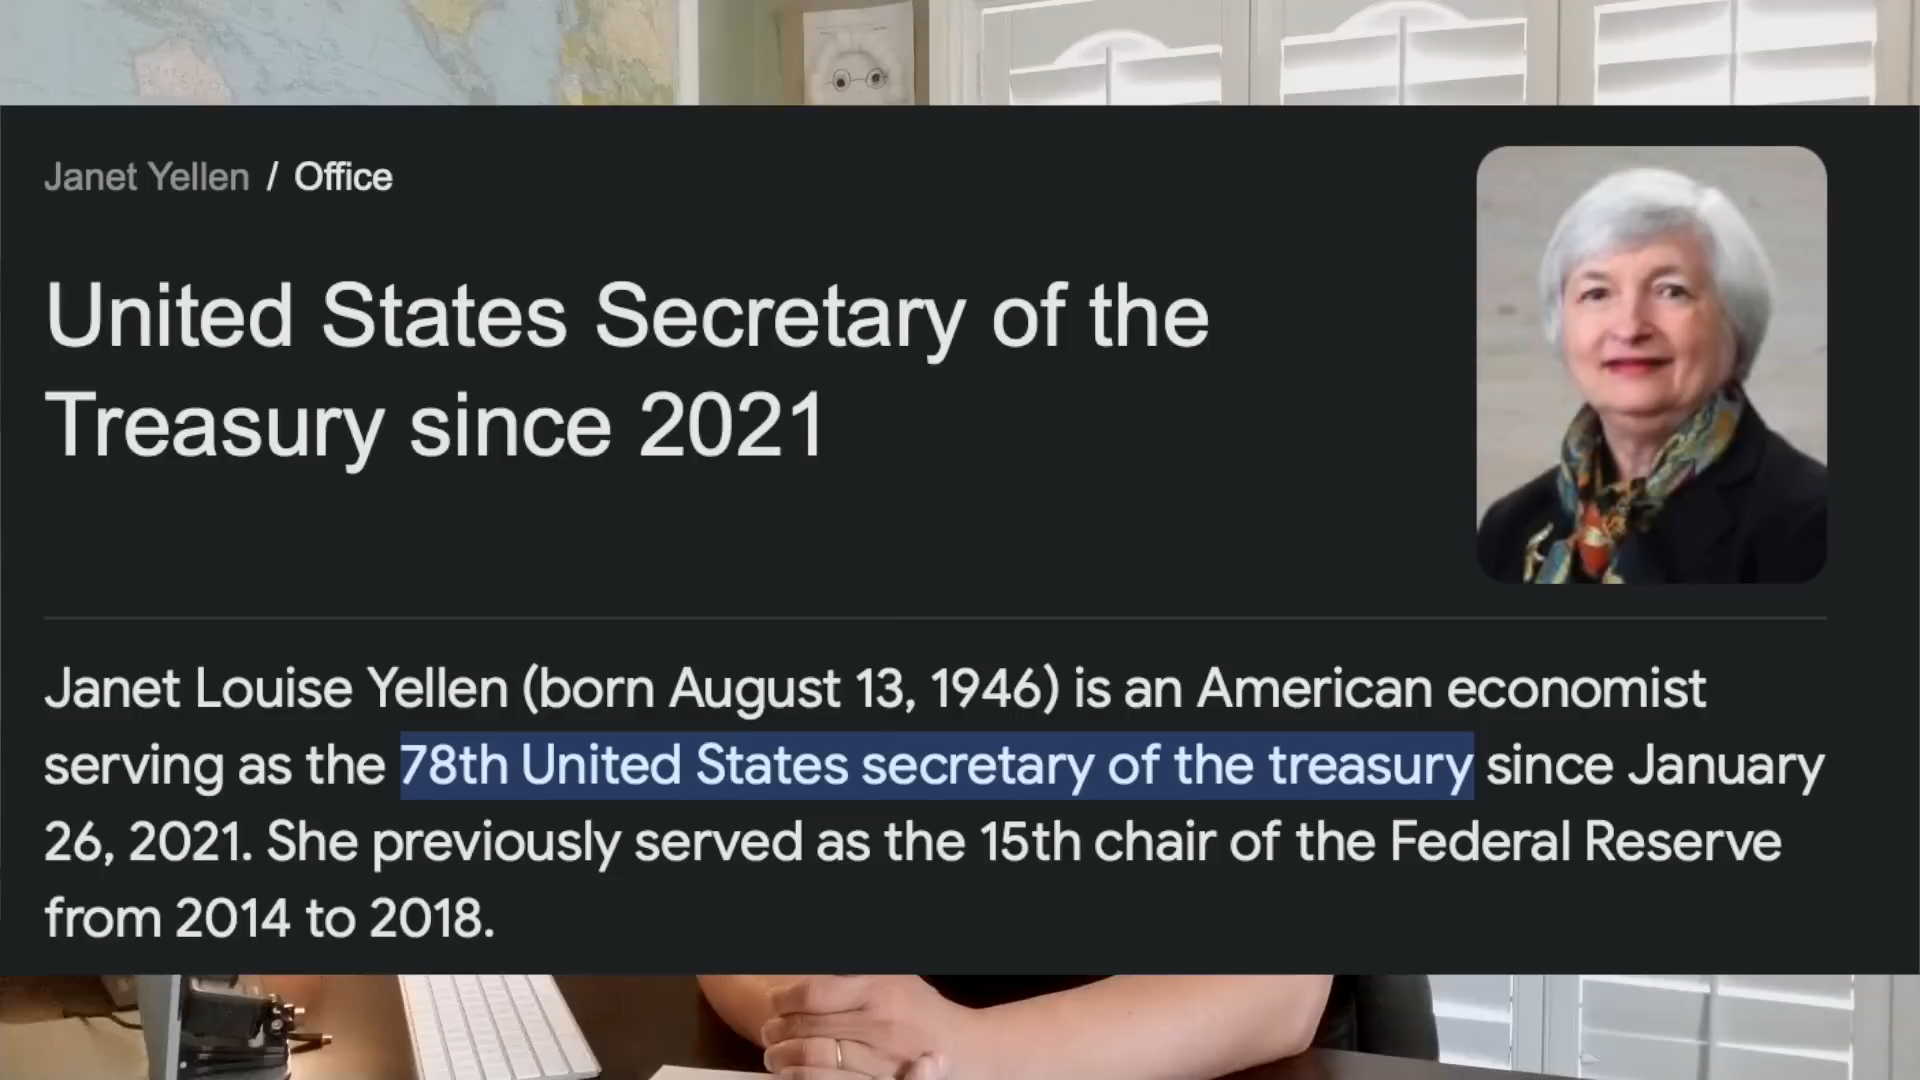 Janet Yellen / Office
United States Secretary of the
Treasury since 2021
Janet Louise Yellen (born August 13, 1946) is an American economist
serving as the 78th United States secretary of the treasury since January
26, 2021. She previously served as the 15th chair of the Federal Reserve
from 2014 to 2018.